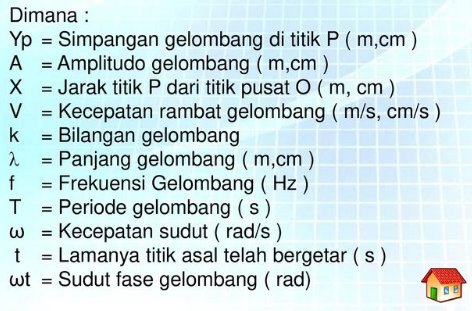 Dimana :
Yp = Simpangan gelombang di titik P ( m,cm )
A = Amplitudo gelombang ( m,cm )
X = Jarak titik P dari titik pusat O ( m, cm )
V = Kecepatan rambat gelombang ( m/s, cm/s )
k = Bilangan gelombang
λ = Panjang gelombang ( m,cm )
f = Frekuensi Gelombang ( Hz )
T = Periode gelombang ( s )
ω = Kecepatan sudut ( rad/s )
t = Lamanya titik asal telah bergetar ( s )
ωt = Sudut fase gelombang ( rad)